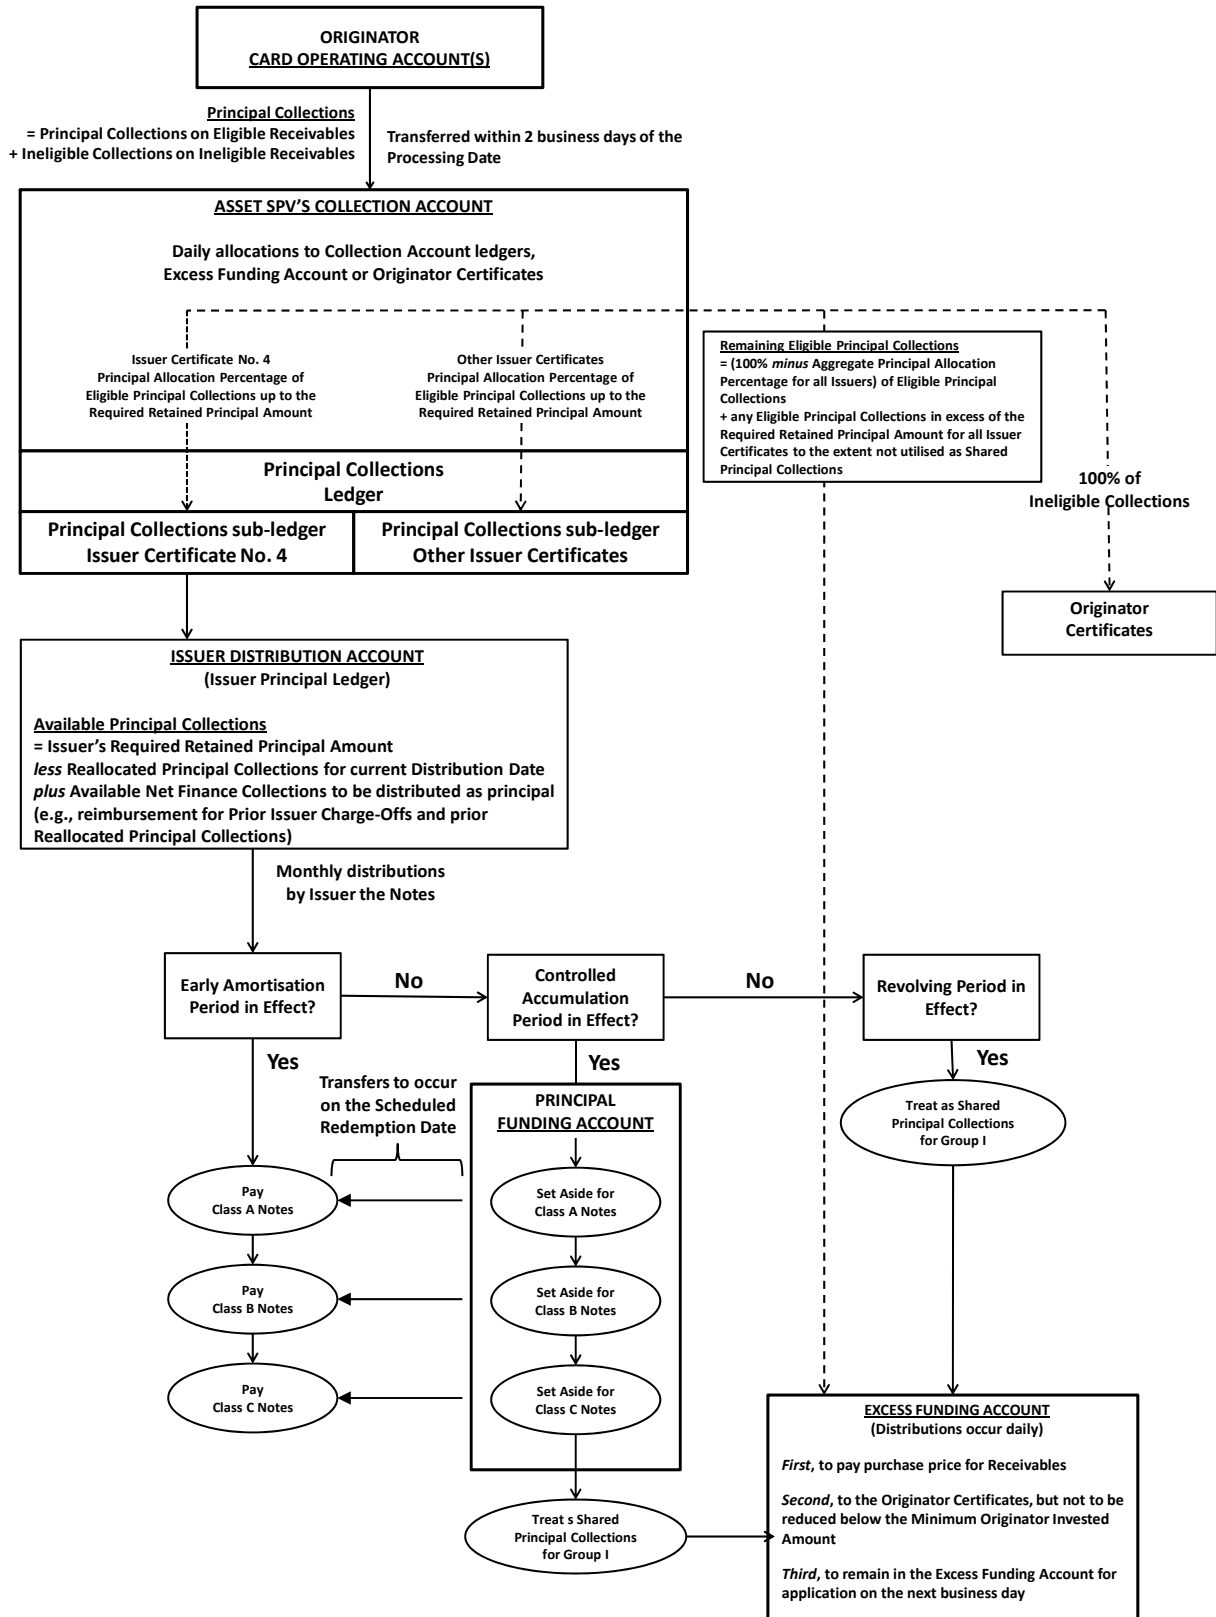 ORIGINATOR
CARD OPERATING ACCOUNT(S)
Principal Collections
= Principal Collections on Eligible Receivables
+ Ineligible Collections on Ineligible Receivables
Transferred within 2 business days of the
Processing Date
ASSET SPV'S COLLECTION ACCOUNT
Daily allocations to Collection Account ledgers,
Excess Funding Account or Originator Certificates
Issuer Certificate No. 4
Principal Allocation Percentage of
Eligible Principal Collections up to the
Required Retained Principal Amount
Other Issuer Certificates
Principal Allocation Percentage of
Eligible Principal Collections up to the
Required Retained Principal Amount
Remaining Eligible Principal Collections
= (100% minus Aggregate Principal Allocation
Percentage for all Issuers) of Eligible Principal
Collections
+ any Eligible Principal Collections in excess of the
Required Retained Principal Amount for all Issuer
Certificates to the extent not utilised as Shared
Principal Collections
100% of
Ineligible Collections
Principal Collections
Ledger
Principal Collections sub-ledger
Issuer Certificate No. 4
Principal Collections sub-ledger
Other Issuer Certificates
Originator
Certificates
ISSUER DISTRIBUTION ACCOUNT
(Issuer Principal Ledger)
Available Principal Collections
= Issuer's Required Retained Principal Amount
less Reallocated Principal Collections for current Distribution Date
plus Available Net Finance Collections to be distributed as principal
(e.g., reimbursement for Prior Issuer Charge-Offs and prior
Reallocated Principal Collections)
Monthly distributions
by Issuer the Notes
Early Amortisation
Period in Effect?
No
Controlled
Accumulation
Period in Effect?
No
Revolving Period in
Effect?
Yes
Yes
Yes
Transfers to occur
on the Scheduled
Redemption Date
PRINCIPAL
FUNDING ACCOUNT
Treat as Shared
Principal Collections
for Group I
Pay
Class A Notes
Set Aside for
Class A Notes
Pay
Class B Notes
Set Aside for
Class B Notes
Pay
Class C Notes
Set Aside for
Class C Notes
Treat s Shared
Principal Collections
for Group I
EXCESS FUNDING ACCOUNT
(Distributions occur daily)
First, to pay purchase price for Receivables
Second, to the Originator Certificates, but not to be
reduced below the Minimum Originator Invested
Amount
Third, to remain in the Excess Funding Account for
application on the next business day